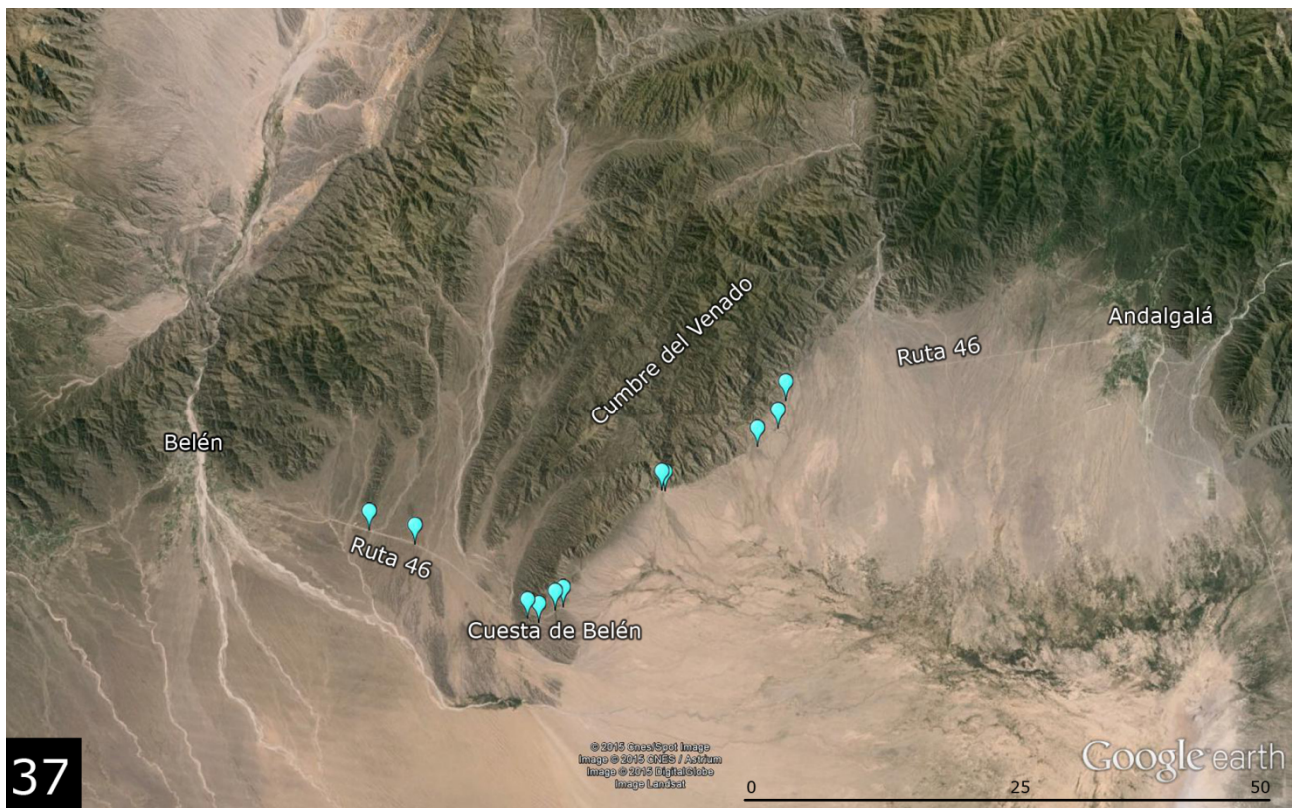 Cumbre del Venado
Andalgalá
Ruta 46
Belén
Ruta 46
Cuesta de Belén
© 2015 Cnes/Spot Image
Image © 2015 CNES / Astrium
Image © 2015 DigitalGlobe
Image Landsat
Google earth
37
0 25 50